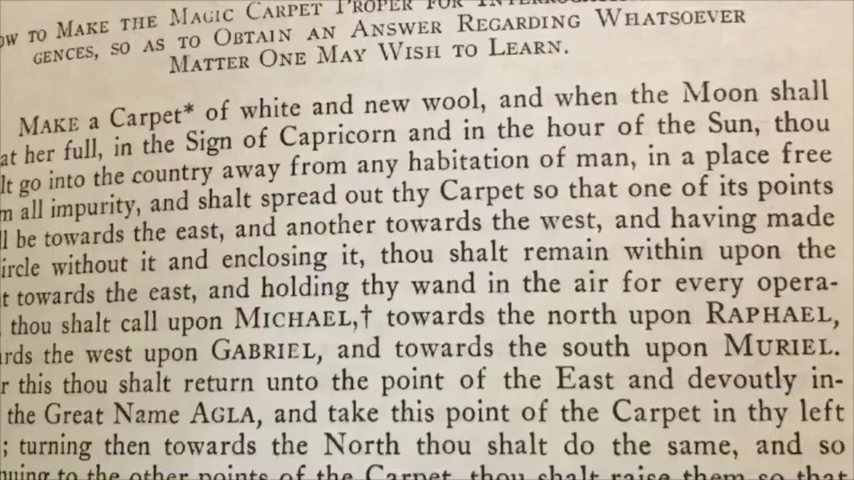 OW TO MAKE THE MAGIC CARPET PROPER FOR
GENCES, SO AS TO OBTAIN AN ANSWER REGARDING WHATSOEVER
MATTER ONE MAY WISH TO LEARN.
MAKE a Carpet* of white and new wool, and when the Moon shall
at her full, in the Sign of Capricorn and in the hour of the Sun, thou
lt go into the country away from any habitation of man, in a place free
m all impurity, and shalt spread out thy Carpet so that one of its points
ll be towards the east, and another towards the west, and having made
ircle without it and enclosing it, thou shalt remain within upon the
t towards the east, and holding thy wand in the air for every opera-
, thou shalt call upon MICHAEL,† towards the north upon RAPHAEL,
rds the west upon GABRIEL, and towards the south upon MURIEL.
r this thou shalt return unto the point of the East and devoutly in-
the Great Name AGLA, and take this point of the Carpet in thy left
; turning then towards the North thou shalt do the same, and so
nuing to the other points of the Carpet, thou shalt raise them so that